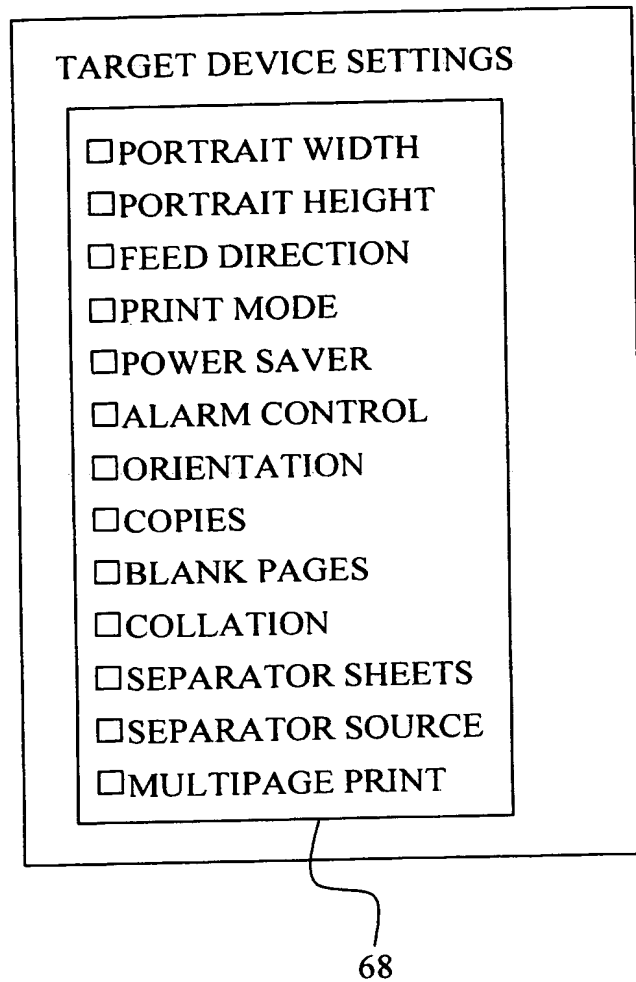 TARGET DEVICE SETTINGS
☐PORTRAIT WIDTH
☐PORTRAIT HEIGHT
☐FEED DIRECTION
☐PRINT MODE
☐POWER SAVER
☐ALARM CONTROL
☐ORIENTATION
☐COPIES
☐BLANK PAGES
☐COLLATION
☐SEPARATOR SHEETS
☐SEPARATOR SOURCE
☐MULTIPAGE PRINT
68